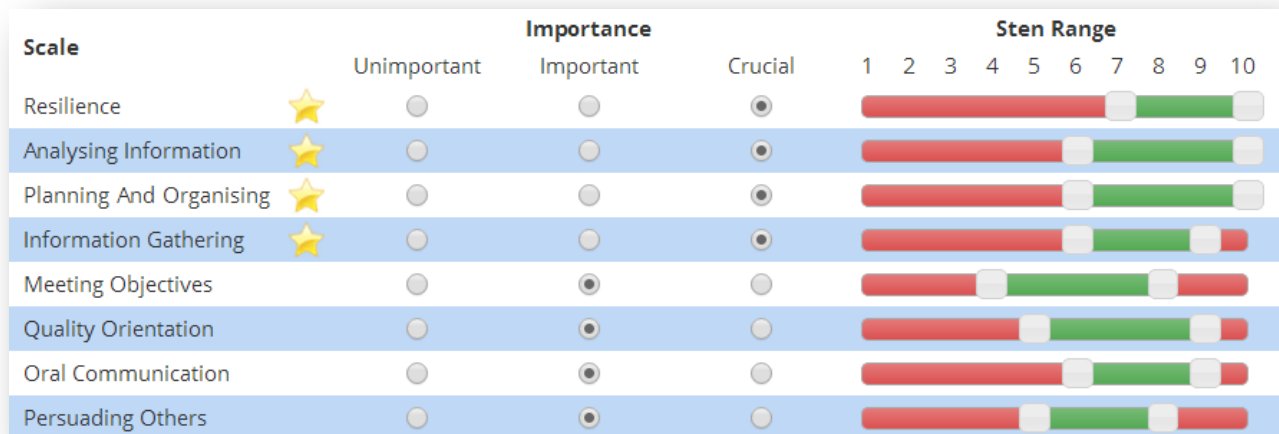 Scale Importance Sten Range
Unimportant Important Crucial 1 2 3 4 5 6 7 8 9 10
Resilience
Analysing Information
Planning And Organising
Information Gathering
Meeting Objectives
Quality Orientation
Oral Communication
Persuading Others